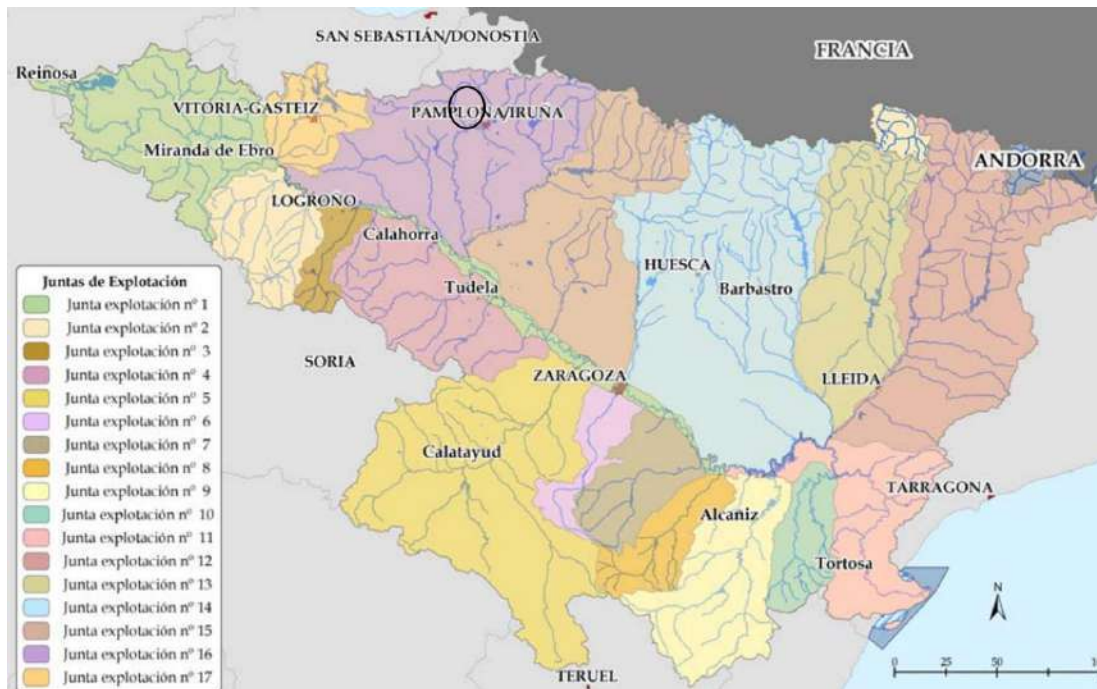 SAN SEBASTIÁN/DONOSTIA
FRANCIA
Reinosa
VITORIA-GASTEIZ
PAMPLONA/IRUÑA
Miranda de Ebro
ANDORRA
LOGROÑO
Calahorra
HUESCA
Barbastro
Tudela
SORIA
ZARAGOZA
LLEIDA
Calatayud
TARRAGONA
Alcañiz
Tortosa
TERUEL
Juntas de Explotación
Junta explotación nº 1
Junta explotación nº 2
Junta explotación nº 3
Junta explotación nº 4
Junta explotación nº 5
Junta explotación nº 6
Junta explotación nº 7
Junta explotación nº 8
Junta explotación nº 9
Junta explotación nº 10
Junta explotación nº 11
Junta explotación nº 12
Junta explotación nº 13
Junta explotación nº 14
Junta explotación nº 15
Junta explotación nº 16
Junta explotación nº 17
N
0 25 50